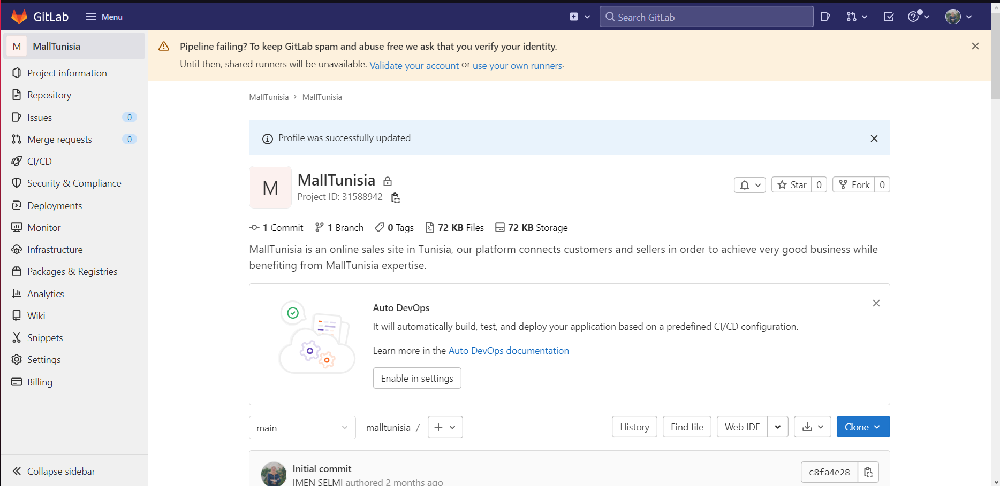 GitLab
Menu
Search GitLab
M MallTunisia
Project information
Repository
Issues 0
Merge requests 0
CI/CD
Security & Compliance
Deployments
Monitor
Infrastructure
Packages & Registries
Analytics
Wiki
Snippets
Settings
Billing
Collapse sidebar
Pipeline failing? To keep GitLab spam and abuse free we ask that you verify your identity.
Until then, shared runners will be unavailable. Validate your account or use your own runners.
MallTunisia > MallTunisia
Profile was successfully updated
M
MallTunisia
Project ID: 31588942
Star 0
Fork 0
1 Commit 1 Branch 0 Tags 72 KB Files 72 KB Storage
MallTunisia is an online sales site in Tunisia, our platform connects customers and sellers in order to achieve very good business while
benefiting from MallTunisia expertise.
Auto DevOps
It will automatically build, test, and deploy your application based on a predefined CI/CD configuration.
Learn more in the Auto DevOps documentation
Enable in settings
main
malltunisia /
History
Find file
Web IDE
Clone
Initial commit
IMEN SELMI authored 2 months ago
c8fa4e28